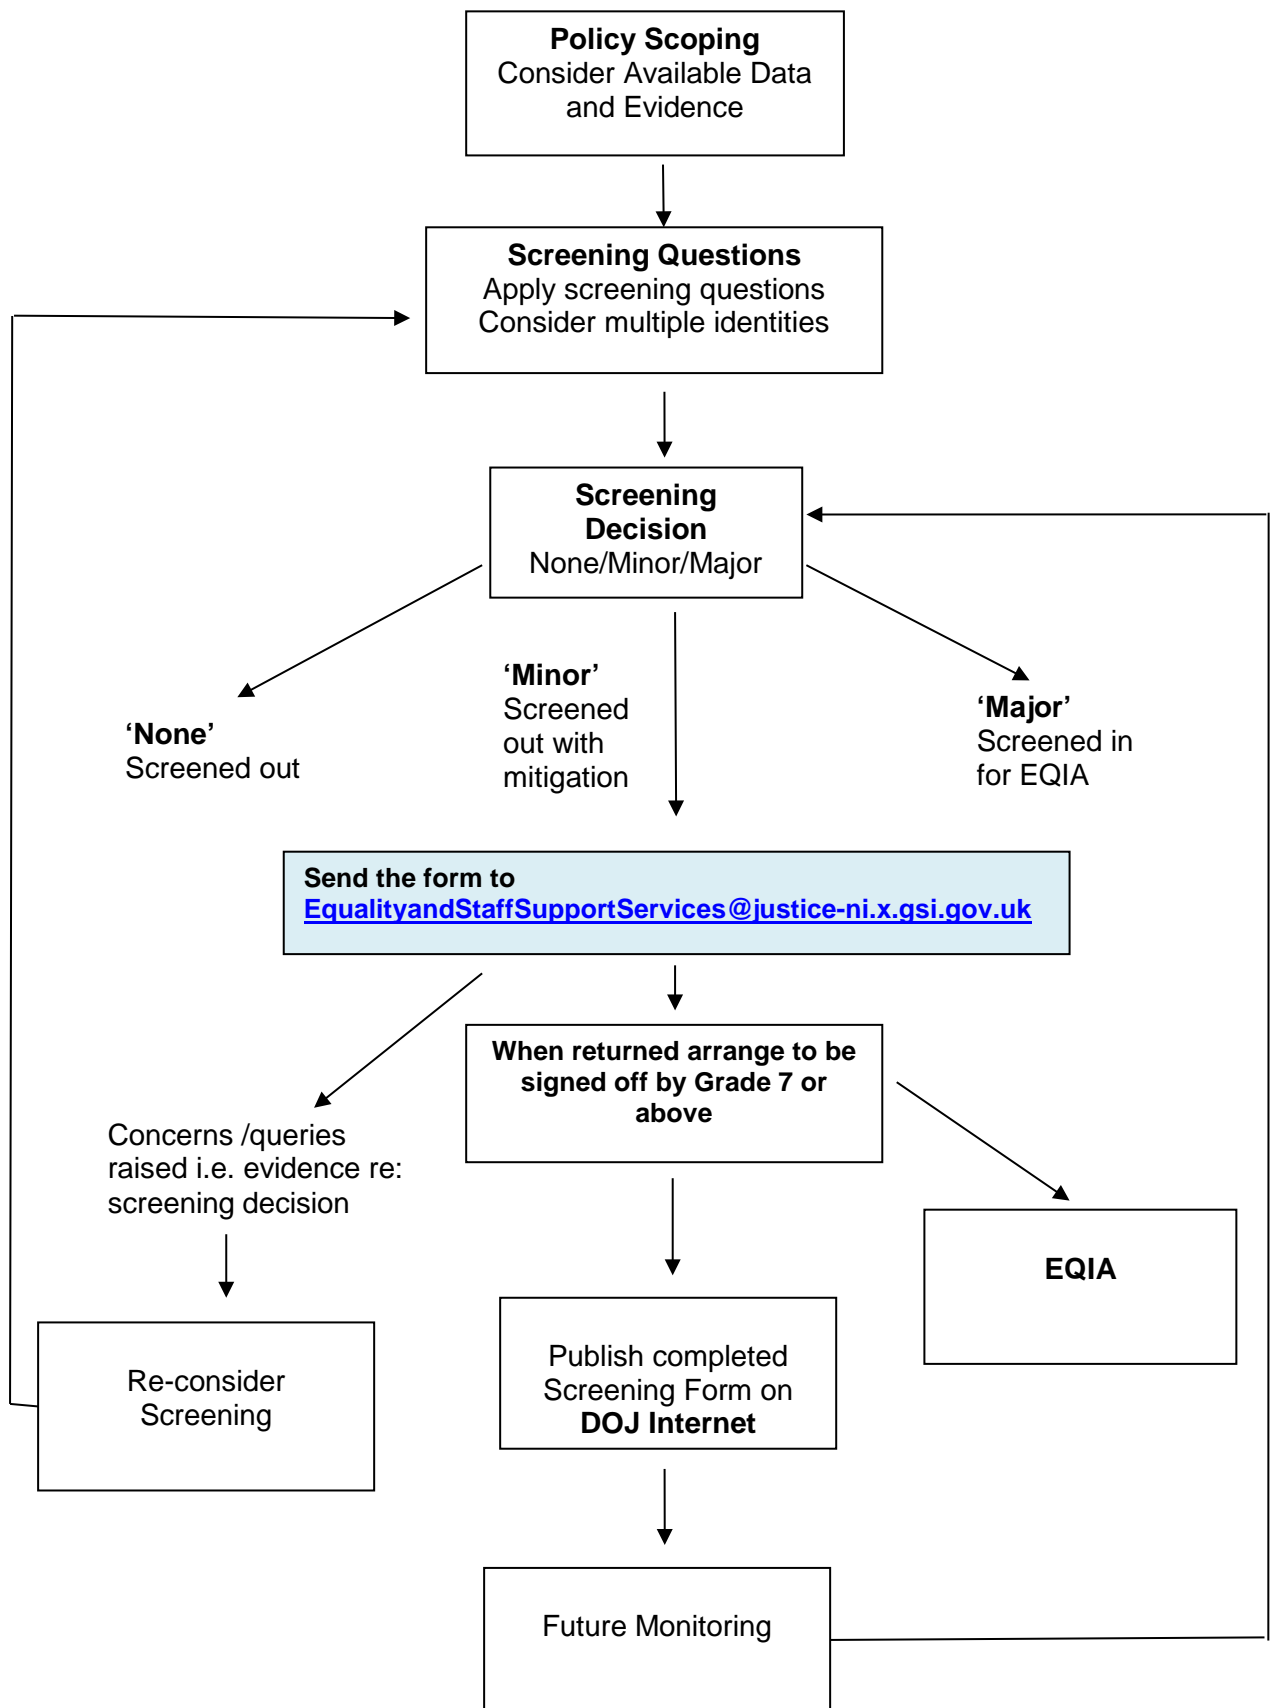 Policy Scoping
Consider Available Data
and Evidence
Screening Questions
Apply screening questions
Consider multiple identities
Screening
Decision
None/Minor/Major
‘None’
Screened out
‘Minor’
Screened
out with
mitigation
‘Major’
Screened in
for EQIA
Send the form to
EqualityandStaffSupportServices@justice-ni.x.gsi.gov.uk
When returned arrange to be
signed off by Grade 7 or
above
Concerns /queries
raised i.e. evidence re:
screening decision
EQIA
Re-consider
Screening
Publish completed
Screening Form on
DOJ Internet
Future Monitoring